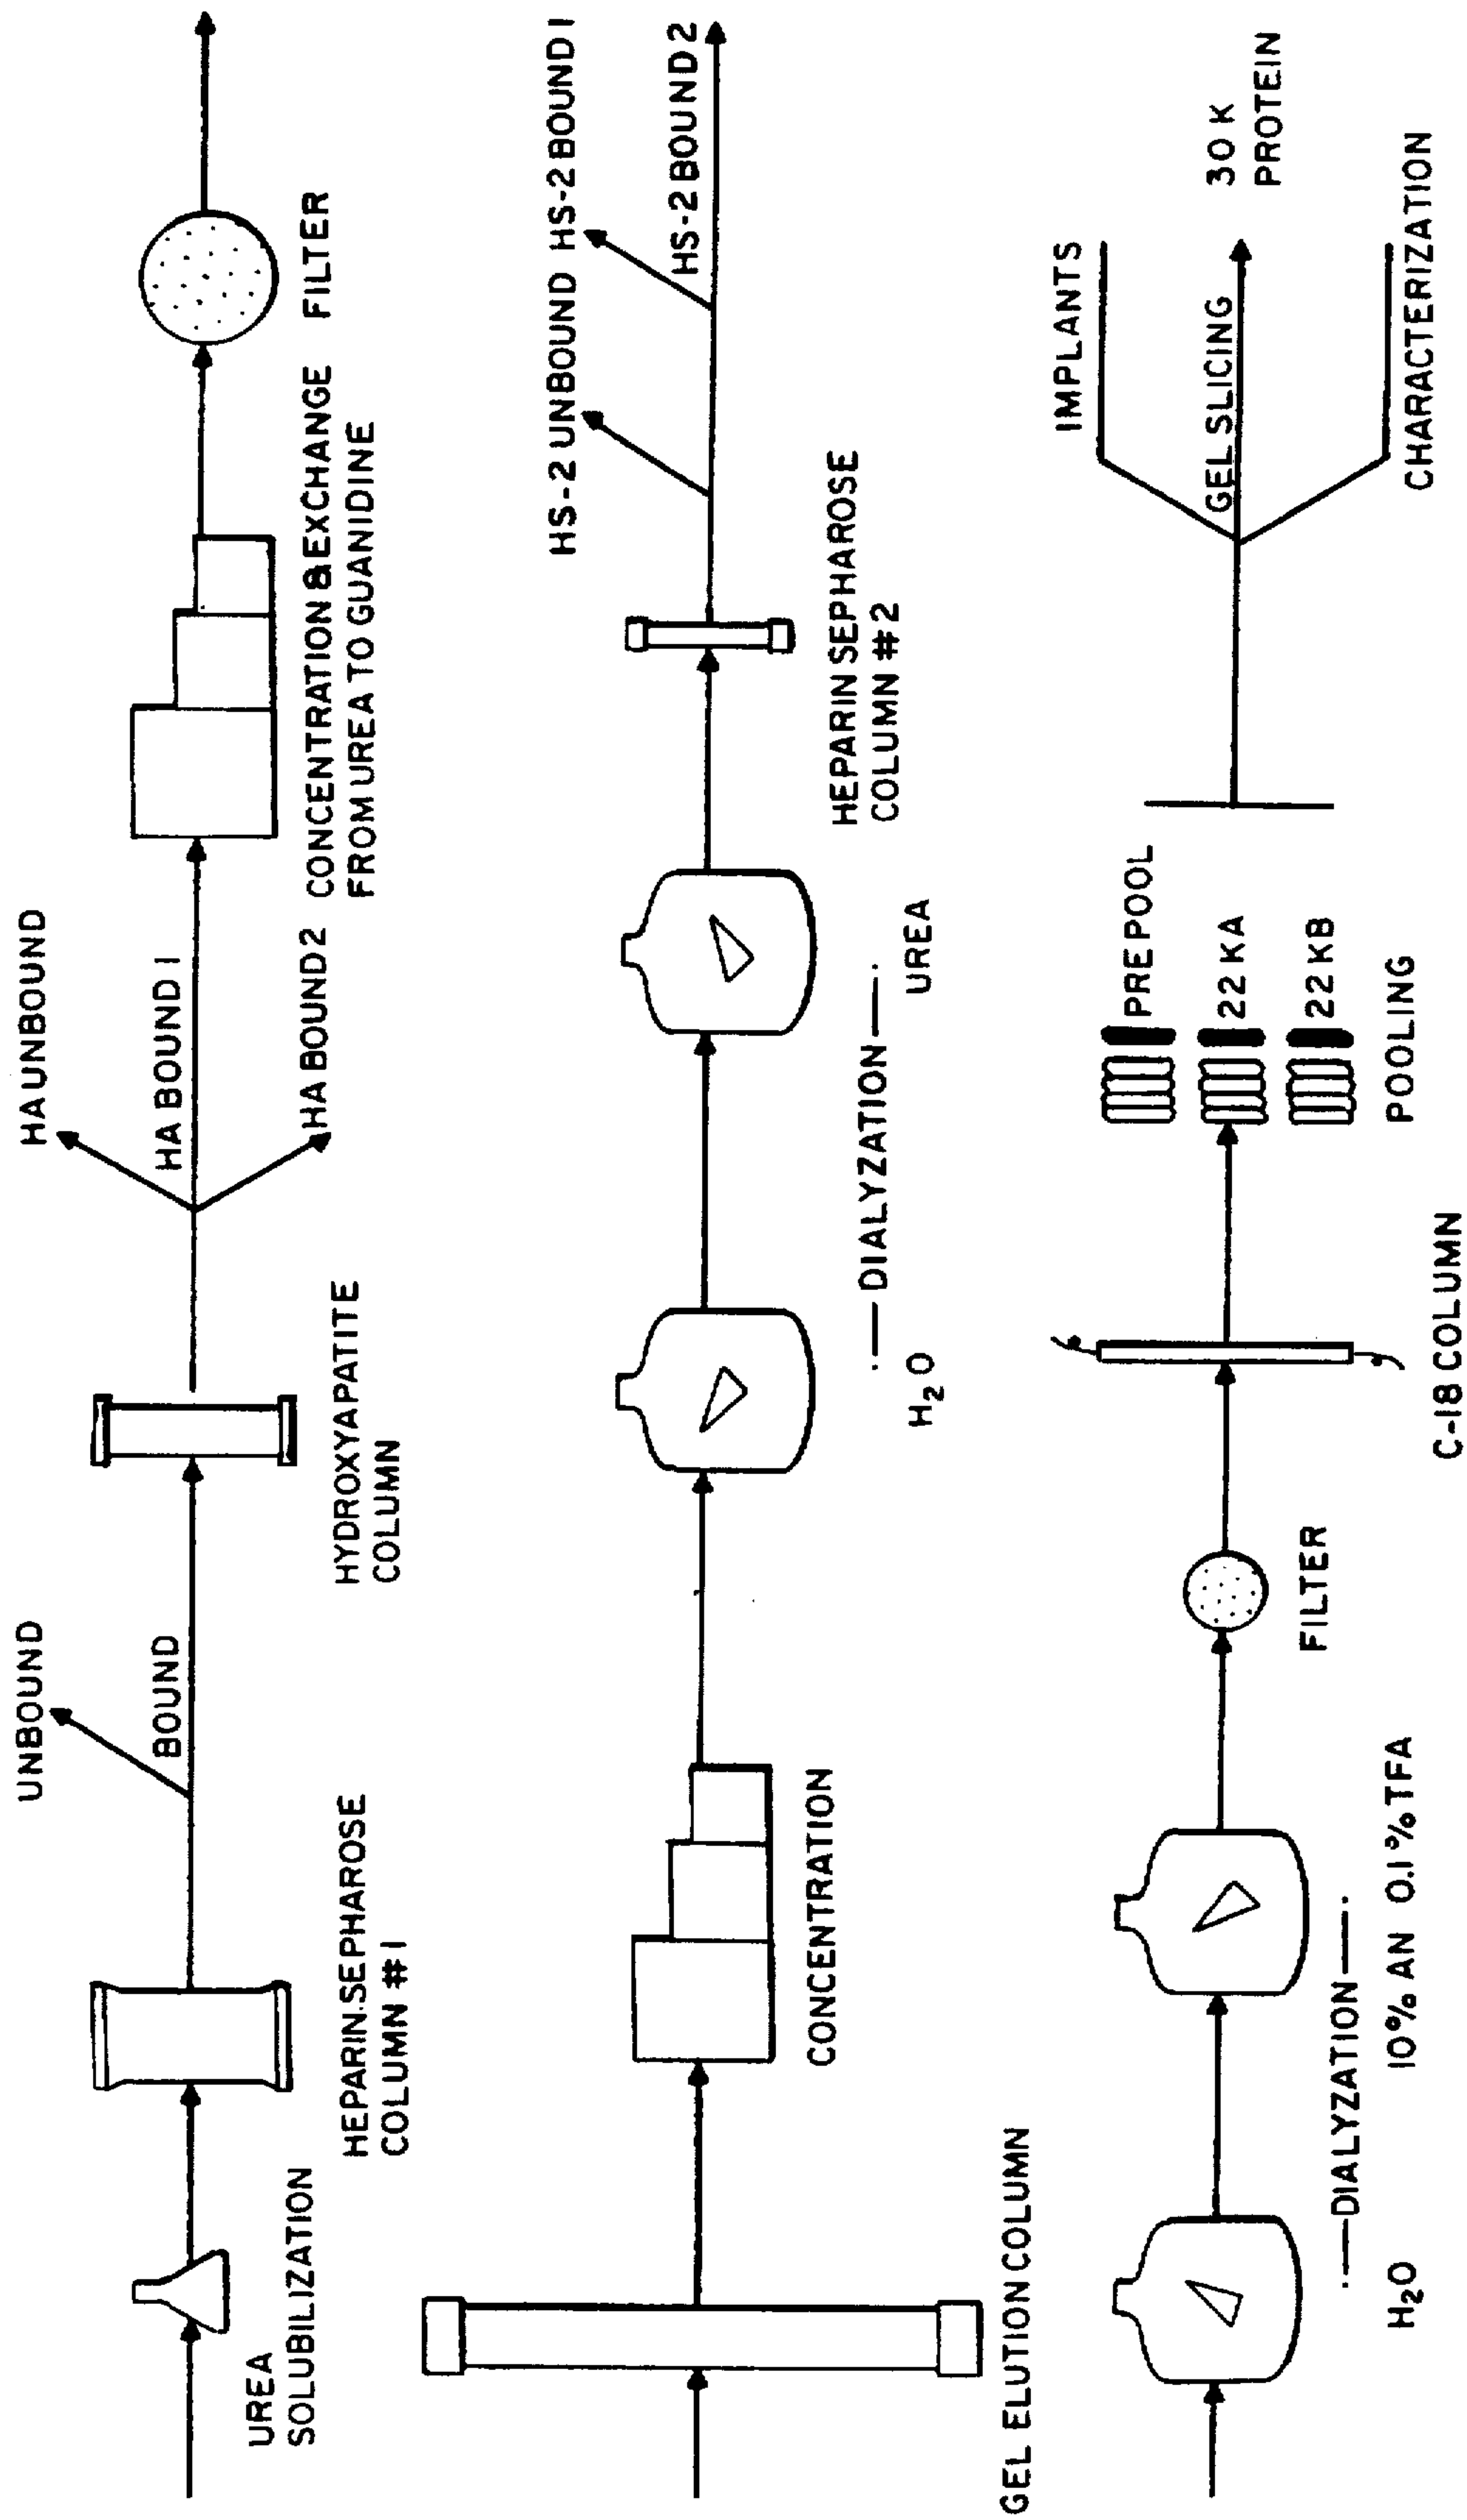 UREA
SOLUBILIZATION
HEPARIN-SEPHAROSE
COLUMN #1
UNBOUND
BOUND
HYDROXYAPATITE
COLUMN
HA UNBOUND
HA BOUND 1
HA BOUND 2
CONCENTRATION & EXCHANGE
FROM UREA TO GUANIDINE
FILTER
GEL ELUTION COLUMN
CONCENTRATION
H2O
DIALYZATION
UREA
HEPARIN SEPHAROSE
COLUMN #2
HS-2 UNBOUND
HS-2 BOUND 1
HS-2 BOUND 2
H2O
DIALYZATION
10% AN 0.1% TFA
FILTER
C-18 COLUMN
PREPOOL
22 KA
22 KB
POOLING
IMPLANTS
GEL SLICING
30 K
PROTEIN
CHARACTERIZATION